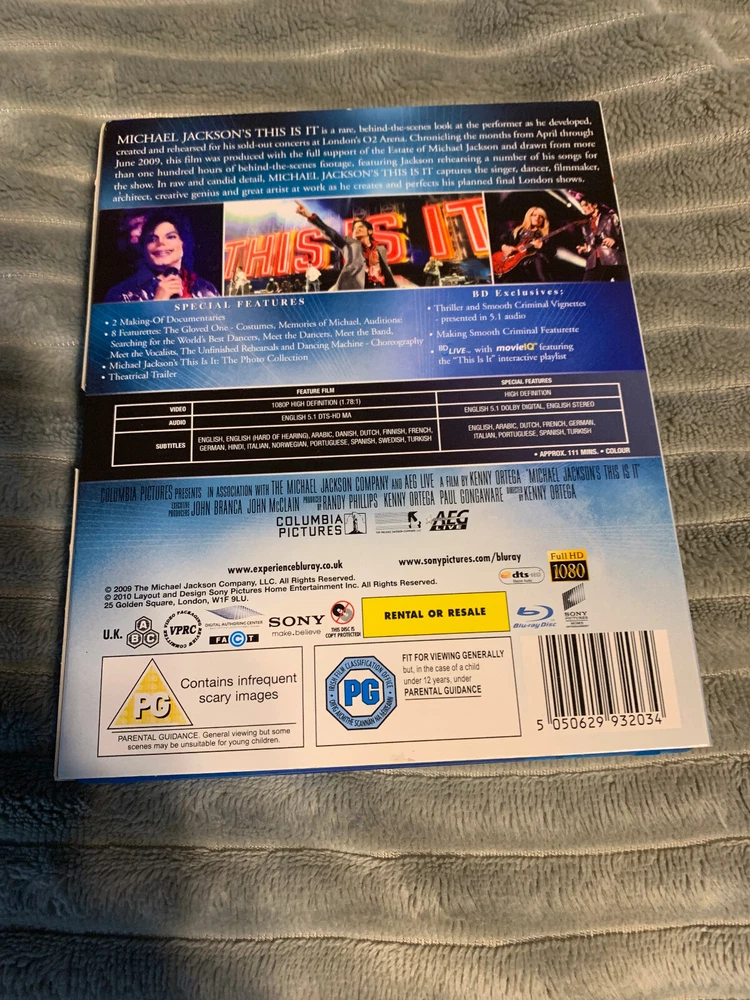 MICHAEL JACKSON'S THIS IS IT is a rare, behind-the-scenes look at the performer as he developed,
created and rehearsed for his sold-out concerts at London's O2 Arena. Chronicling the months from April through
June 2009, this film was produced with the full support of the Estate of Michael Jackson and drawn from more
than one hundred hours of behind-the-scenes footage, featuring Jackson rehearsing a number of his songs for
the show. In raw and candid detail, MICHAEL JACKSON'S THIS IS IT captures the singer, dancer, filmmaker,
architect, creative genius and great artist at work as he creates and perfects his planned final London shows.
THIS IS IT
SPECIAL FEATURES
• 2 Making-Of Documentaries
• 8 Featurettes: The Gloved One - Costumes, Memories of Michael, Auditions:
Searching for the World's Best Dancers, Meet the Dancers, Meet the Band,
Meet the Vocalists, The Unfinished Rehearsals and Dancing Machine - Choreography
• Michael Jackson's This Is It: The Photo Collection
• Theatrical Trailer
BD Exclusives:
• Thriller and Smooth Criminal Vignettes
- presented in 5.1 audio
• Making Smooth Criminal Featurette
• BD LIVE™ with movieIQ™ featuring
the "This Is It" interactive playlist
FEATURE FILM
SPECIAL FEATURES
VIDEO
1080P HIGH DEFINITION (1.78:1)
HIGH DEFINITION
AUDIO
ENGLISH 5.1 DTS-HD MA
ENGLISH 5.1 DOLBY DIGITAL, ENGLISH STEREO
SUBTITLES
ENGLISH, ENGLISH (HARD OF HEARING), ARABIC, DANISH, DUTCH, FINNISH, FRENCH,
GERMAN, HINDI, ITALIAN, NORWEGIAN, PORTUGUESE, SPANISH, SWEDISH, TURKISH
ENGLISH, ARABIC, DUTCH, FRENCH, GERMAN,
ITALIAN, PORTUGUESE, SPANISH, TURKISH
• APPROX. 111 MINS. • COLOUR
COLUMBIA PICTURES PRESENTS IN ASSOCIATION WITH THE MICHAEL JACKSON COMPANY AND AEG LIVE A FILM BY KENNY ORTEGA "MICHAEL JACKSON'S THIS IS IT"
EXECUTIVE PRODUCERS JOHN BRANCA JOHN McCLAIN PRODUCED BY RANDY PHILLIPS KENNY ORTEGA PAUL GONGAWARE DIRECTED BY KENNY ORTEGA
COLUMBIA
PICTURES
AEG
LIVE
www.experiencebluray.co.uk
www.sonypictures.com/bluray
© 2009 The Michael Jackson Company, LLC. All Rights Reserved.
© 2010 Layout and Design Sony Pictures Home Entertainment Inc. All Rights Reserved.
25 Golden Square, London, W1F 9LU.
dts-HD
Full HD
1080
U.K.
ABC
VPRC
DIGITAL AUTHORING CENTER
FACT
SONY
make.believe
THIS DISC IS
COPY PROTECTED
RENTAL OR RESALE
Blu-ray Disc
SONY
PICTURES
PG
Contains infrequent
scary images
PARENTAL GUIDANCE. General viewing but some
scenes may be unsuitable for young children.
IRISH FILM CLASSIFICATION OFFICE
PG
FIT FOR VIEWING GENERALLY
but, in the case of a child
under 12 years, under
PARENTAL GUIDANCE
5 050629 932034